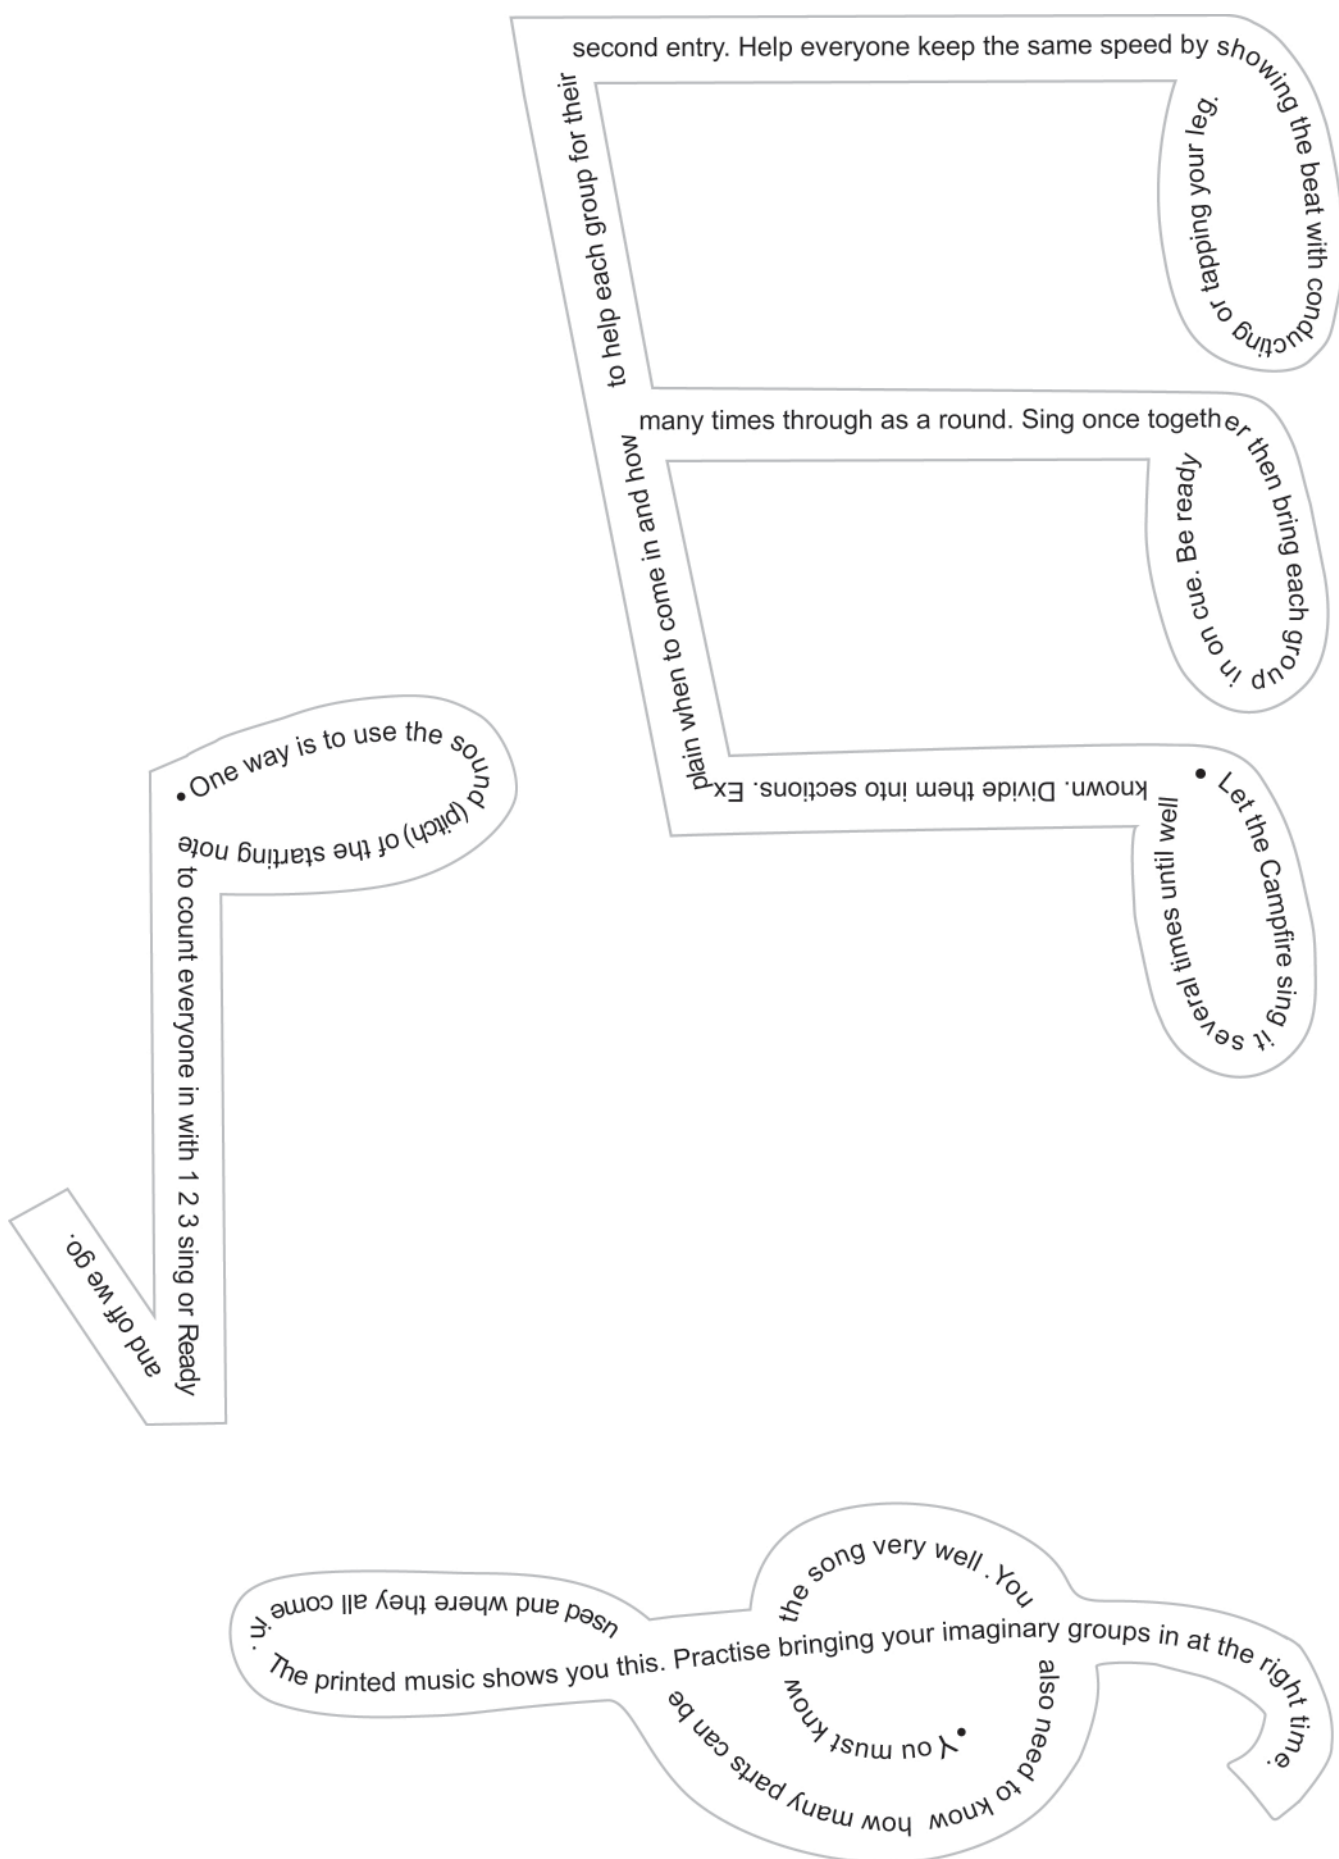 • Let the Campfire sing it several times until well
known. Divide them into sections. Ex
plain when to come in and how
many times through as a round. Sing once together then bring each group in on cue. Be ready
to help each group for their
second entry. Help everyone keep the same speed by showing the beat with conducting or tapping your leg.
• One way is to use the sound (pitch) of the starting note
to count everyone in with 1 2 3 sing or Ready
and off we go.
• You must know
the song very well . You
also need to know how many parts can be
used and where they all come in.
The printed music shows you this. Practise bringing your imaginary groups in at the right time.